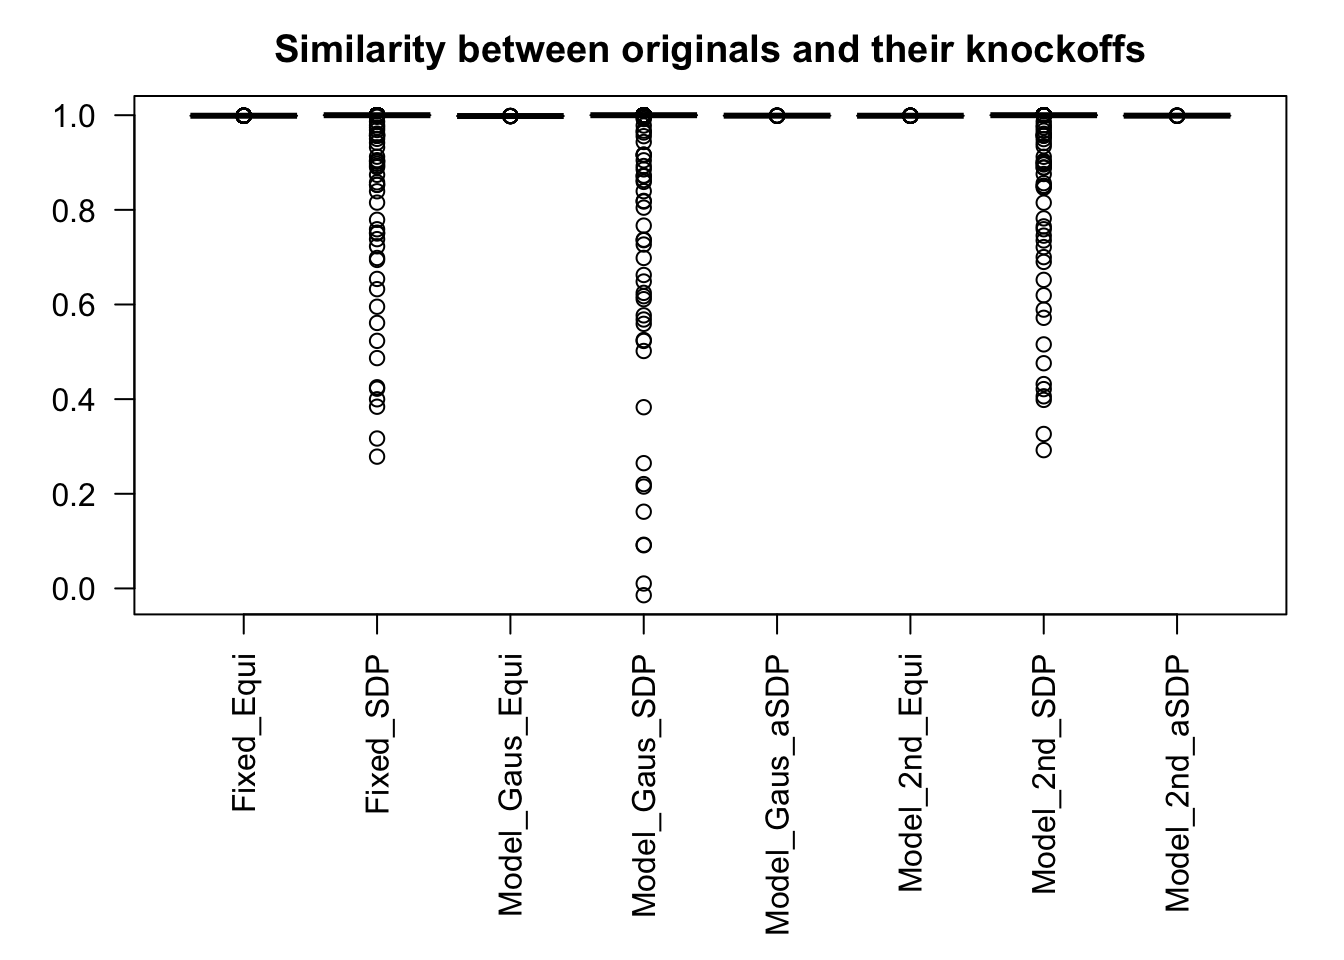 Similarity between originals and their knockoffs
1.0
0.8
0.6
0.4
0.2
0.0
Fixed_Equi
Fixed_SDP
Model_Gaus_Equi
Model_Gaus_SDP
Model_Gaus_aSDP
Model_2nd_Equi
Model_2nd_SDP
Model_2nd_aSDP